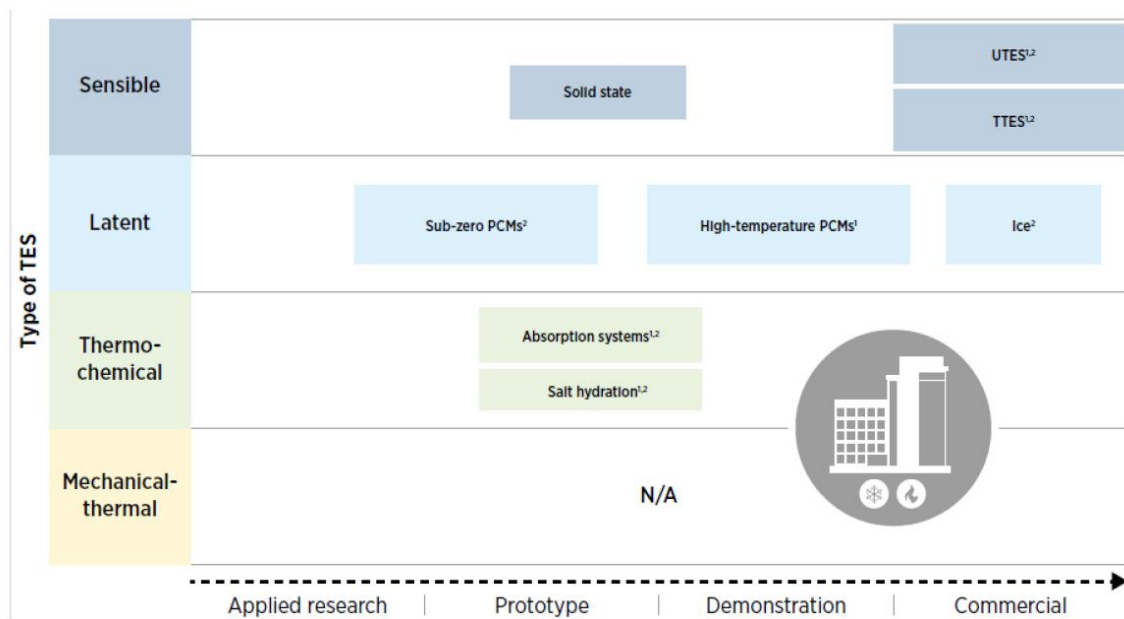 Type of TES
Sensible
Solid state
UTES¹,²
TTES¹,²
Latent
Sub-zero PCMs²
High-temperature PCMs¹
Ice²
Thermo-
chemical
Absorption systems¹,²
Salt hydration¹,²
Mechanical-
thermal
N/A
Applied research | Prototype | Demonstration | Commercial